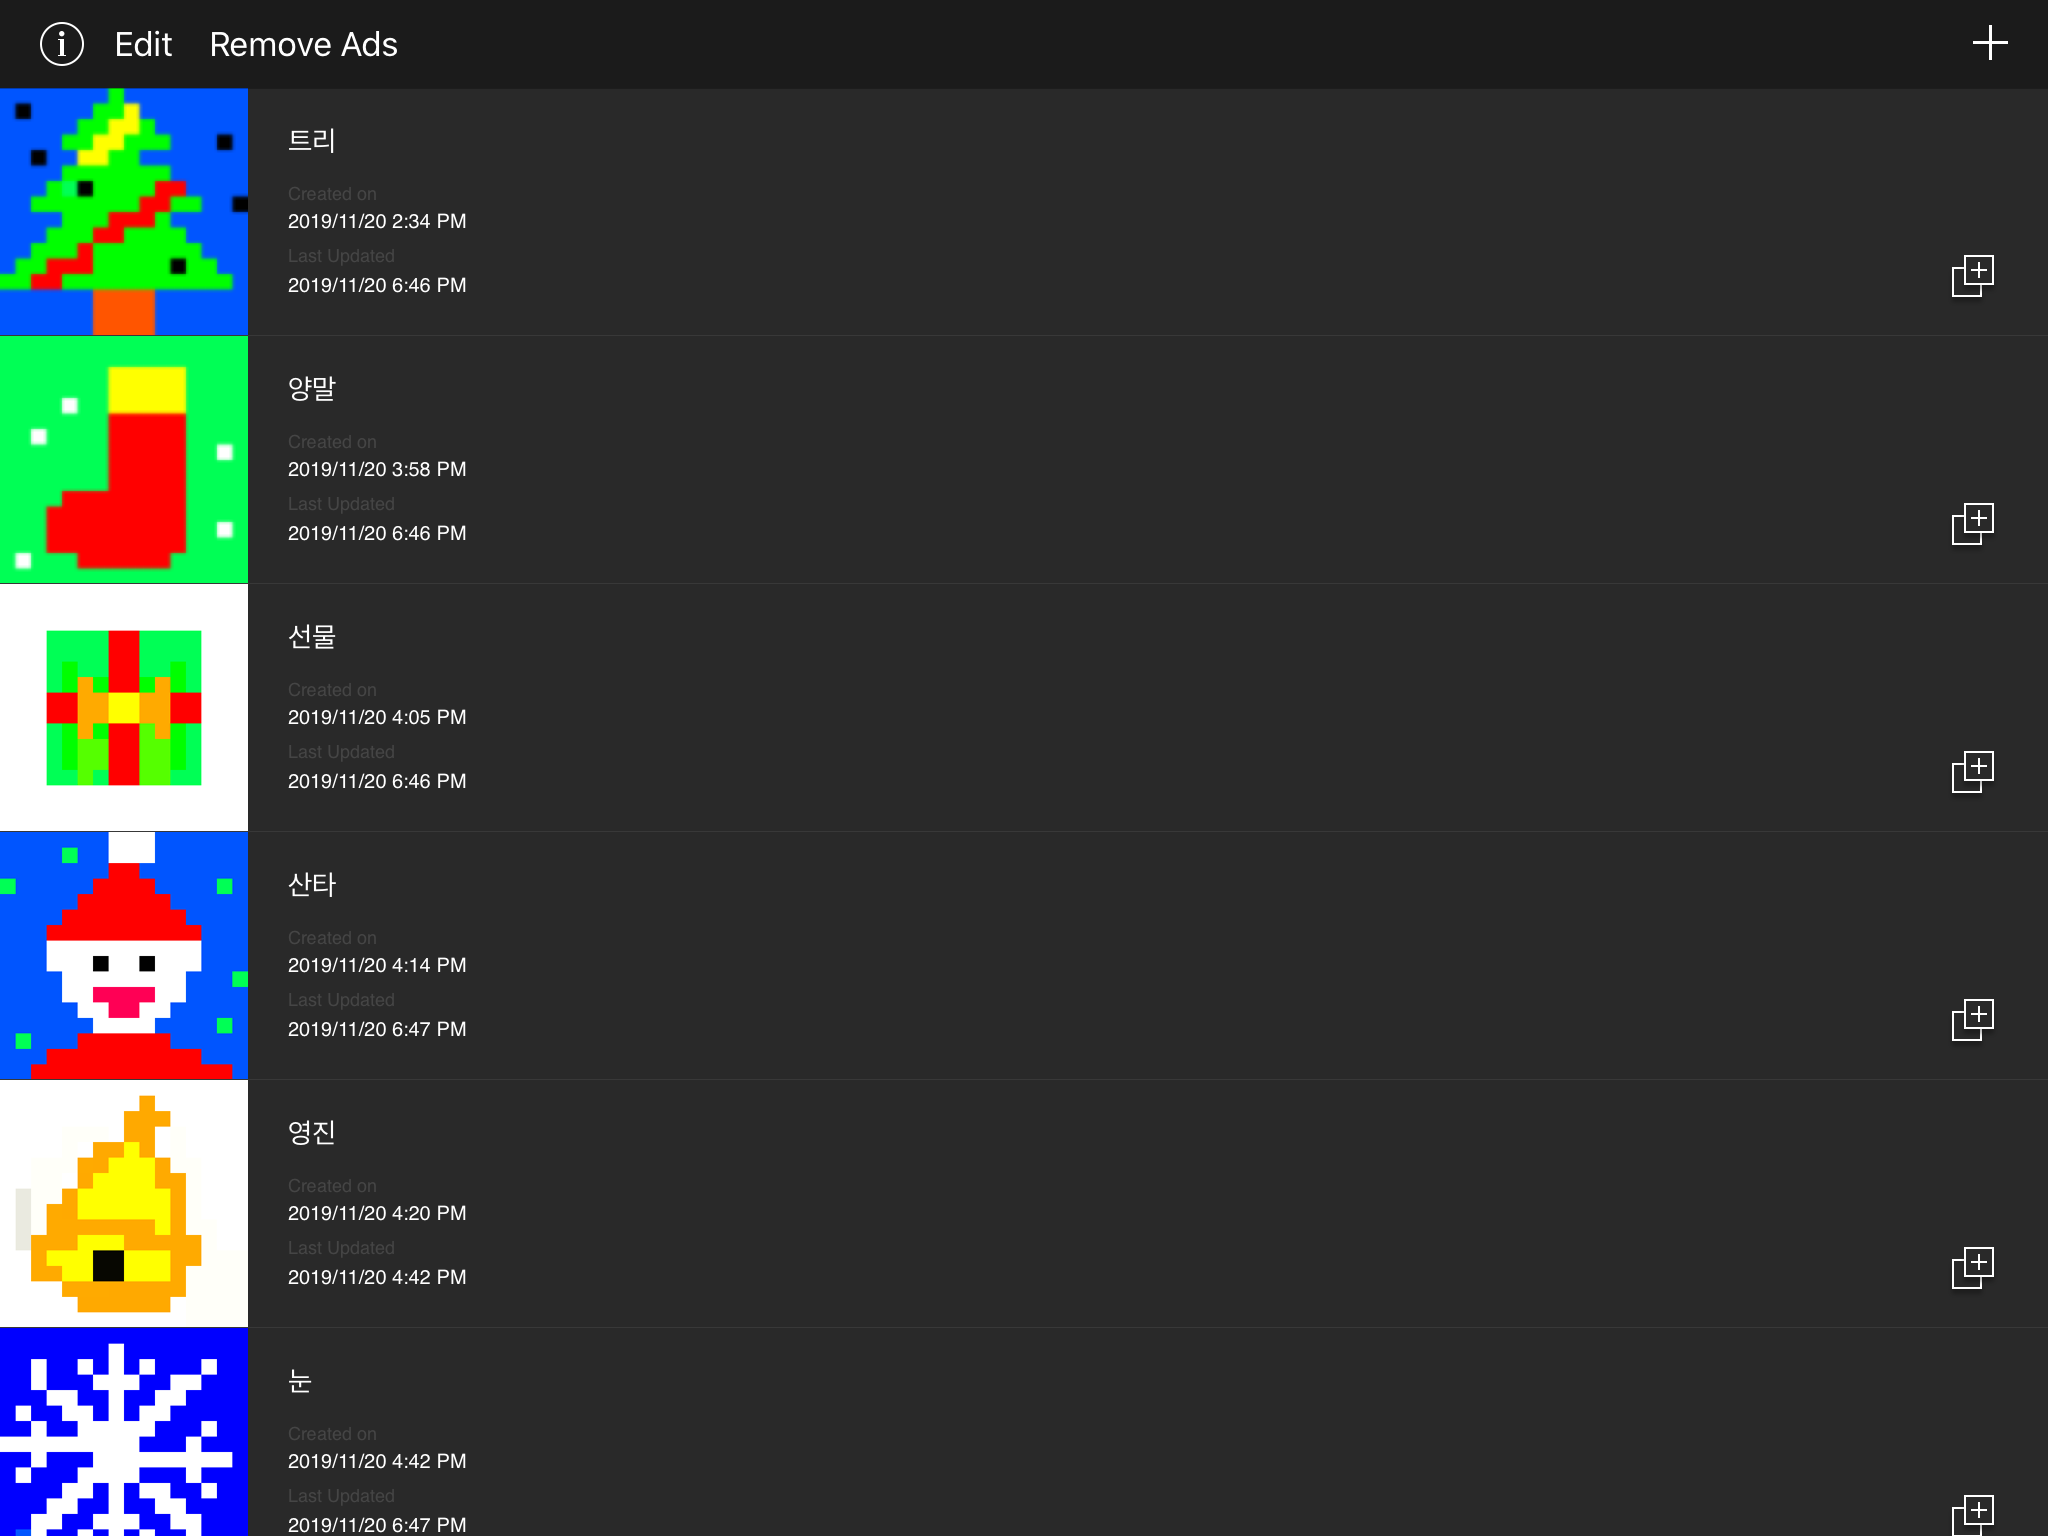 Edit Remove Ads
트리
Created on
2019/11/20 2:34 PM
Last Updated
2019/11/20 6:46 PM
양말
Created on
2019/11/20 3:58 PM
Last Updated
2019/11/20 6:46 PM
선물
Created on
2019/11/20 4:05 PM
Last Updated
2019/11/20 6:46 PM
산타
Created on
2019/11/20 4:14 PM
Last Updated
2019/11/20 6:47 PM
영진
Created on
2019/11/20 4:20 PM
Last Updated
2019/11/20 4:42 PM
눈
Created on
2019/11/20 4:42 PM
Last Updated
2019/11/20 6:47 PM